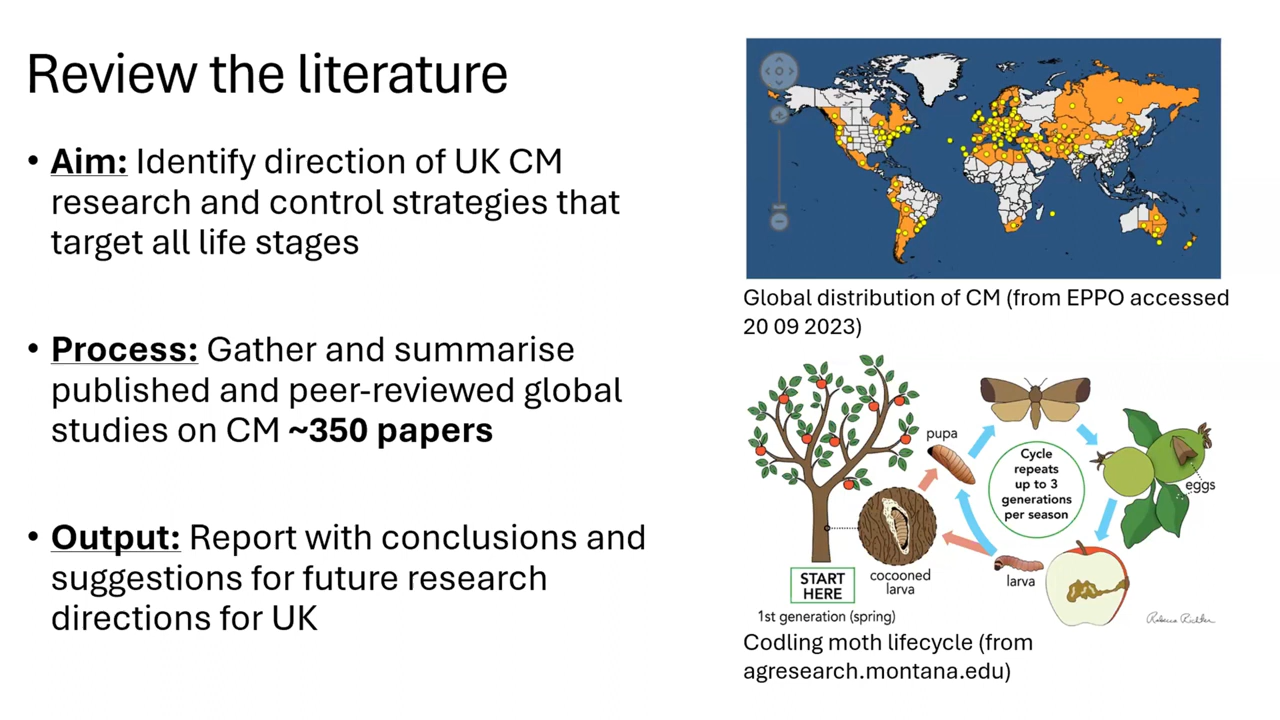 Review the literature
• Aim: Identify direction of UK CM
research and control strategies that
target all life stages
• Process: Gather and summarise
published and peer-reviewed global
studies on CM ~350 papers
• Output: Report with conclusions and
suggestions for future research
directions for UK
Global distribution of CM (from EPPO accessed
20 09 2023)
pupa
Cycle
repeats
up to 3
generations
per season
eggs
larva
cocooned
larva
START
HERE
1st generation (spring)
Codling moth lifecycle (from
agresearch.montana.edu)